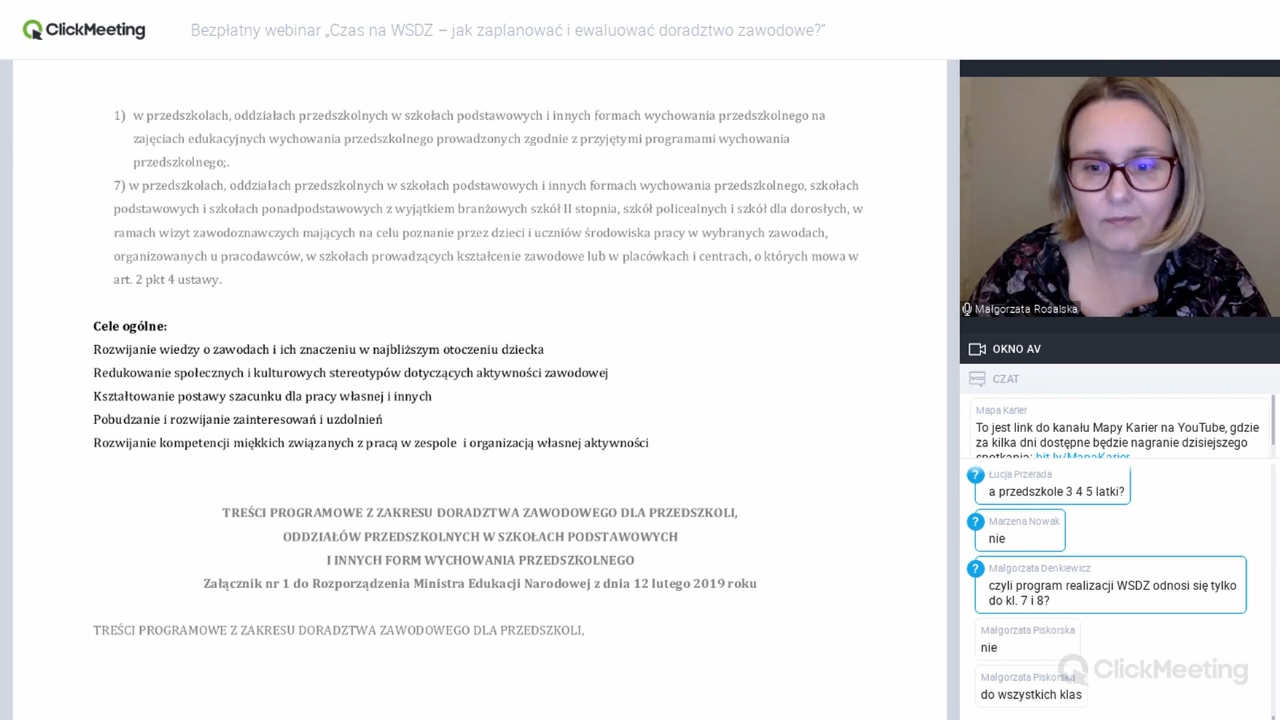 ClickMeeting
Bezpłatny webinar „Czas na WSDZ – jak zaplanować i ewaluować doradztwo zawodowe?”
1) w przedszkolach, oddziałach przedszkolnych w szkołach podstawowych i innych formach wychowania przedszkolnego na
zajęciach edukacyjnych wychowania przedszkolnego prowadzonych zgodnie z przyjętymi programami wychowania
przedszkolnego;.
7) w przedszkolach, oddziałach przedszkolnych w szkołach podstawowych i innych formach wychowania przedszkolnego, szkołach
podstawowych i szkołach ponadpodstawowych z wyjątkiem branżowych szkół II stopnia, szkół policealnych i szkół dla dorosłych, w
ramach wizyt zawodoznawczych mających na celu poznanie przez dzieci i uczniów środowiska pracy w wybranych zawodach,
organizowanych u pracodawców, w szkołach prowadzących kształcenie zawodowe lub w placówkach i centrach, o których mowa w
art. 2 pkt 4 ustawy.
Cele ogólne:
Rozwijanie wiedzy o zawodach i ich znaczeniu w najbliższym otoczeniu dziecka
Redukowanie społecznych i kulturowych stereotypów dotyczących aktywności zawodowej
Kształtowanie postawy szacunku dla pracy własnej i innych
Pobudzanie i rozwijanie zainteresowań i uzdolnień
Rozwijanie kompetencji miękkich związanych z pracą w zespole i organizacją własnej aktywności
TREŚCI PROGRAMOWE Z ZAKRESU DORADZTWA ZAWODOWEGO DLA PRZEDSZKOLI,
ODDZIAŁÓW PRZEDSZKOLNYCH W SZKOŁACH PODSTAWOWYCH
I INNYCH FORM WYCHOWANIA PRZEDSZKOLNEGO
Załącznik nr 1 do Rozporządzenia Ministra Edukacji Narodowej z dnia 12 lutego 2019 roku
TREŚCI PROGRAMOWE Z ZAKRESU DORADZTWA ZAWODOWEGO DLA PRZEDSZKOLI,
Małgorzata Rosalska
OKNO AV
CZAT
Mapa Karier
To jest link do kanału Mapy Karier na YouTube, gdzie
za kilka dni dostępne będzie nagranie dzisiejszego
spotkania: bit.ly/MapaKarier
Łucja Przerada
a przedszkole 3 4 5 latki?
Marzena Nowak
nie
Małgorzata Denkiewicz
czyli program realizacji WSDZ odnosi się tylko
do kl. 7 i 8?
Małgorzata Piskorska
nie
Małgorzata Piskorska
do wszystkich klas
ClickMeeting